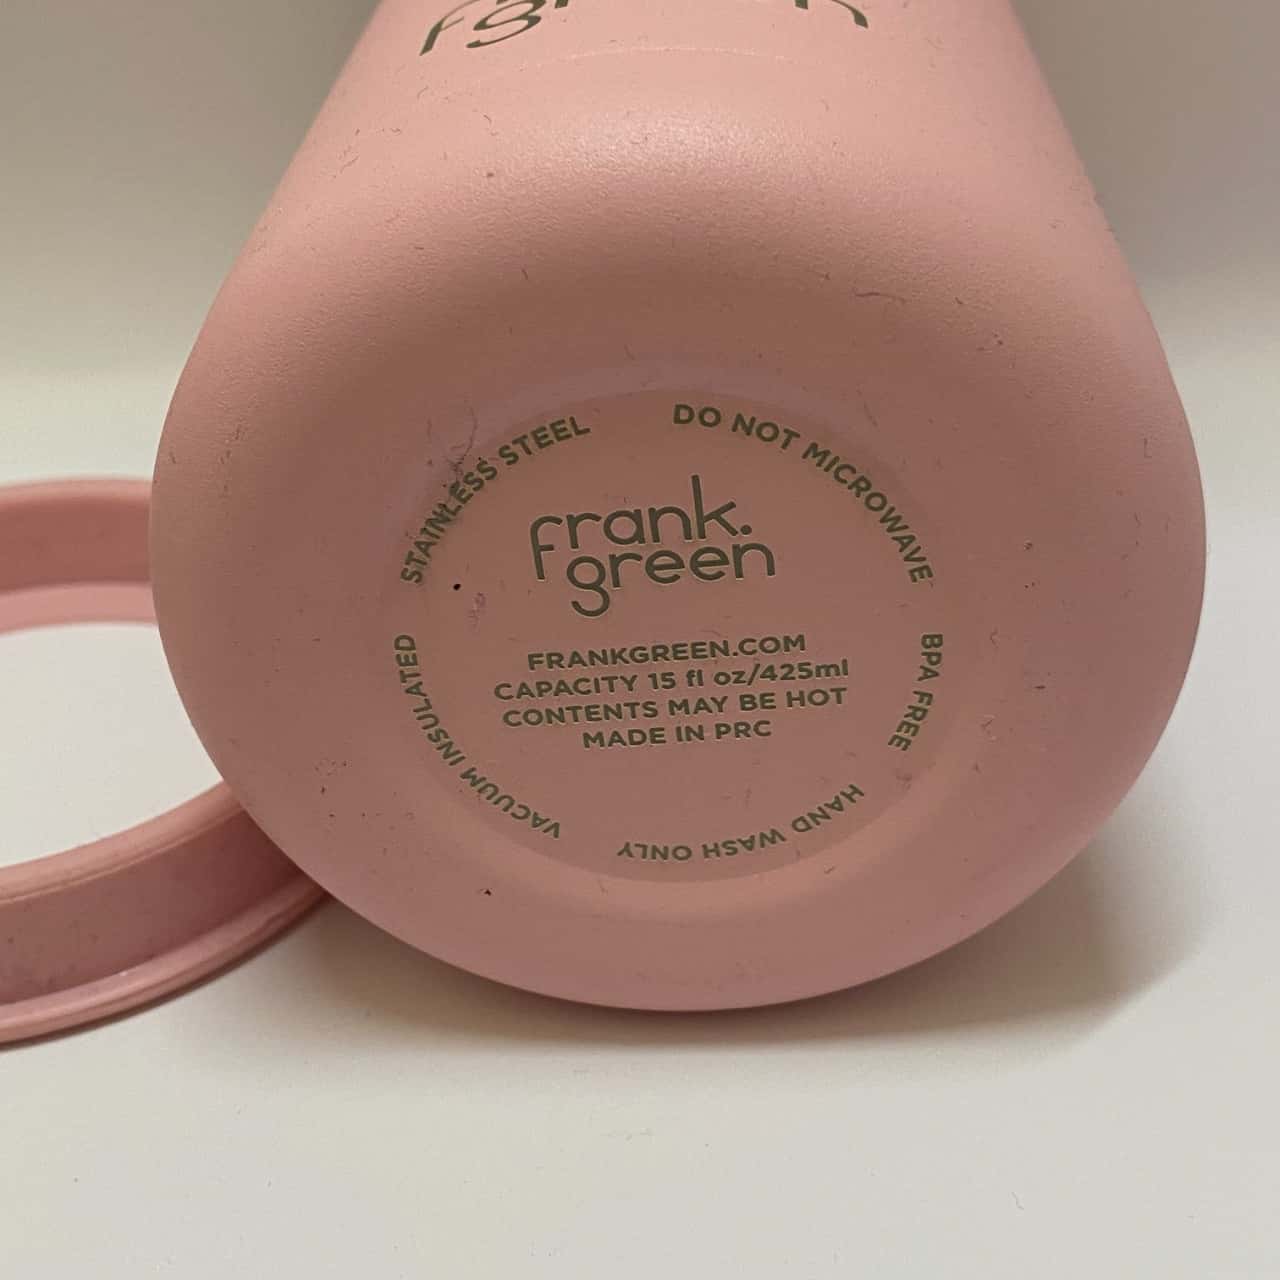 frank.
green
FRANKGREEN.COM
CAPACITY 15 fl oz/425ml
CONTENTS MAY BE HOT
MADE IN PRC
STAINLESS STEEL
DO NOT MICROWAVE
BPA FREE
HAND WASH ONLY
VACUUM INSULATED